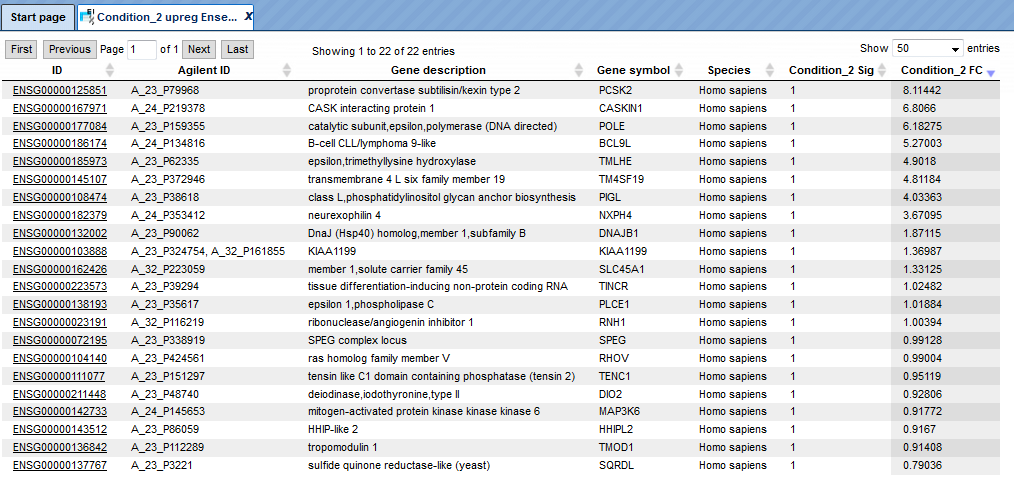 Start page
Condition_2 upreg Ense... X
First Previous Page 1 of 1 Next Last Showing 1 to 22 of 22 entries Show 50 entries
ID Agilent ID Gene description Gene symbol Species Condition_2 Sig Condition_2 FC
ENSG00000125851 A_23_P79968 proprotein convertase subtilisin/kexin type 2 PCSK2 Homo sapiens 1 8.11442
ENSG00000167971 A_24_P219378 CASK interacting protein 1 CASKIN1 Homo sapiens 1 6.8066
ENSG00000177084 A_23_P159355 catalytic subunit,epsilon,polymerase (DNA directed) POLE Homo sapiens 1 6.18275
ENSG00000186174 A_24_P134816 B-cell CLL/lymphoma 9-like BCL9L Homo sapiens 1 5.27003
ENSG00000185973 A_23_P62335 epsilon,trimethyllysine hydroxylase TMLHE Homo sapiens 1 4.9018
ENSG00000145107 A_23_P372946 transmembrane 4 L six family member 19 TM4SF19 Homo sapiens 1 4.81184
ENSG00000108474 A_23_P38618 class L,phosphatidylinositol glycan anchor biosynthesis PIGL Homo sapiens 1 4.03363
ENSG00000182379 A_24_P353412 neurexophilin 4 NXPH4 Homo sapiens 1 3.67095
ENSG00000132002 A_23_P90062 DnaJ (Hsp40) homolog,member 1,subfamily B DNAJB1 Homo sapiens 1 1.87115
ENSG00000103888 A_23_P324754, A_32_P161855 KIAA1199 KIAA1199 Homo sapiens 1 1.36987
ENSG00000162426 A_32_P223059 member 1,solute carrier family 45 SLC45A1 Homo sapiens 1 1.33125
ENSG00000223573 A_23_P39294 tissue differentiation-inducing non-protein coding RNA TINCR Homo sapiens 1 1.02482
ENSG00000138193 A_23_P35617 epsilon 1,phospholipase C PLCE1 Homo sapiens 1 1.01884
ENSG00000023191 A_32_P116219 ribonuclease/angiogenin inhibitor 1 RNH1 Homo sapiens 1 1.00394
ENSG00000072195 A_23_P338919 SPEG complex locus SPEG Homo sapiens 1 0.99128
ENSG00000104140 A_23_P424561 ras homolog family member V RHOV Homo sapiens 1 0.99004
ENSG00000111077 A_23_P151297 tensin like C1 domain containing phosphatase (tensin 2) TENC1 Homo sapiens 1 0.95119
ENSG00000211448 A_23_P48740 deiodinase,iodothyronine,type II DIO2 Homo sapiens 1 0.92806
ENSG00000142733 A_24_P145653 mitogen-activated protein kinase kinase kinase 6 MAP3K6 Homo sapiens 1 0.91772
ENSG00000143512 A_23_P86059 HHIP-like 2 HHIPL2 Homo sapiens 1 0.9167
ENSG00000136842 A_23_P112289 tropomodulin 1 TMOD1 Homo sapiens 1 0.91408
ENSG00000137767 A_23_P3221 sulfide quinone reductase-like (yeast) SQRDL Homo sapiens 1 0.79036